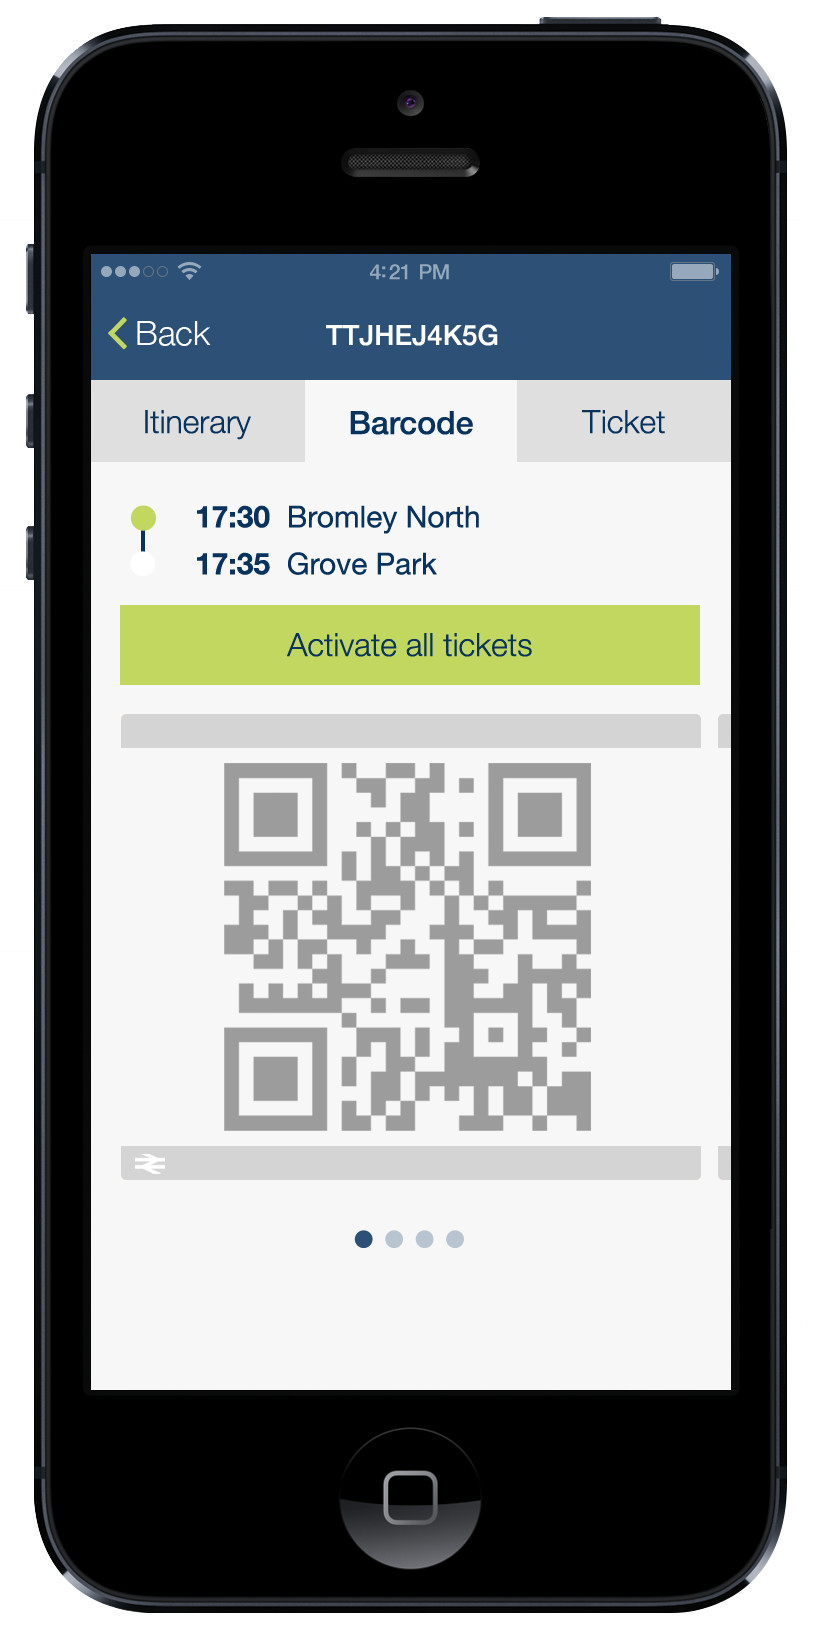 4:21 PM
Back
TTJHEJ4K5G
Itinerary
Barcode
Ticket
17:30 Bromley North
17:35 Grove Park
Activate all tickets